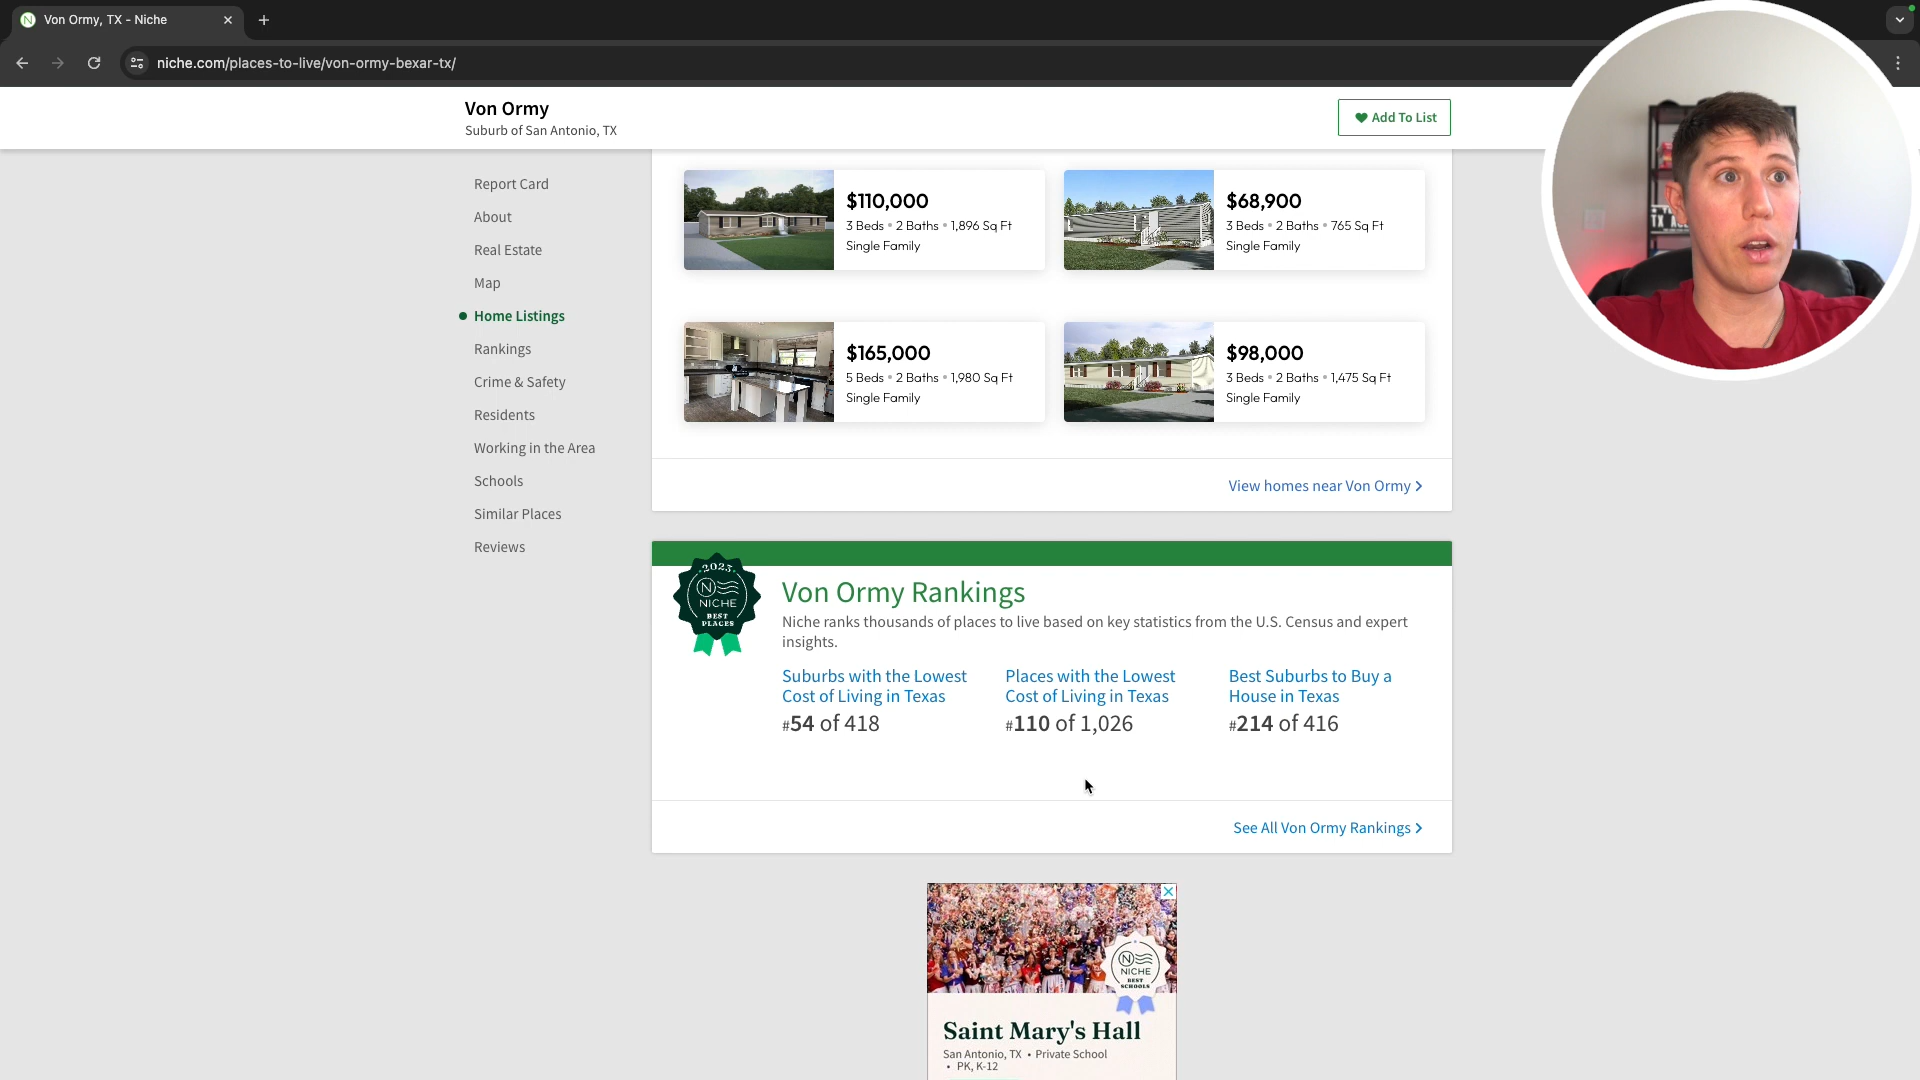 Von Ormy, TX - Niche
niche.com/places-to-live/von-ormy-bexar-tx/
Von Ormy
Suburb of San Antonio, TX
Add To List
Report Card
About
Real Estate
Map
Home Listings
Rankings
Crime & Safety
Residents
Working in the Area
Schools
Similar Places
Reviews
$110,000
3 Beds • 2 Baths • 1,896 Sq Ft
Single Family
$68,900
3 Beds • 2 Baths • 765 Sq Ft
Single Family
$165,000
5 Beds • 2 Baths • 1,980 Sq Ft
Single Family
$98,000
3 Beds • 2 Baths • 1,475 Sq Ft
Single Family
View homes near Von Ormy
2025
N
NICHE
BEST
PLACES
Von Ormy Rankings
Niche ranks thousands of places to live based on key statistics from the U.S. Census and expert
insights.
Suburbs with the Lowest
Cost of Living in Texas
#54 of 418
Places with the Lowest
Cost of Living in Texas
#110 of 1,026
Best Suburbs to Buy a
House in Texas
#214 of 416
See All Von Ormy Rankings
N
NICHE
BEST
SCHOOLS
Saint Mary's Hall
San Antonio, TX • Private School
• PK, K-12